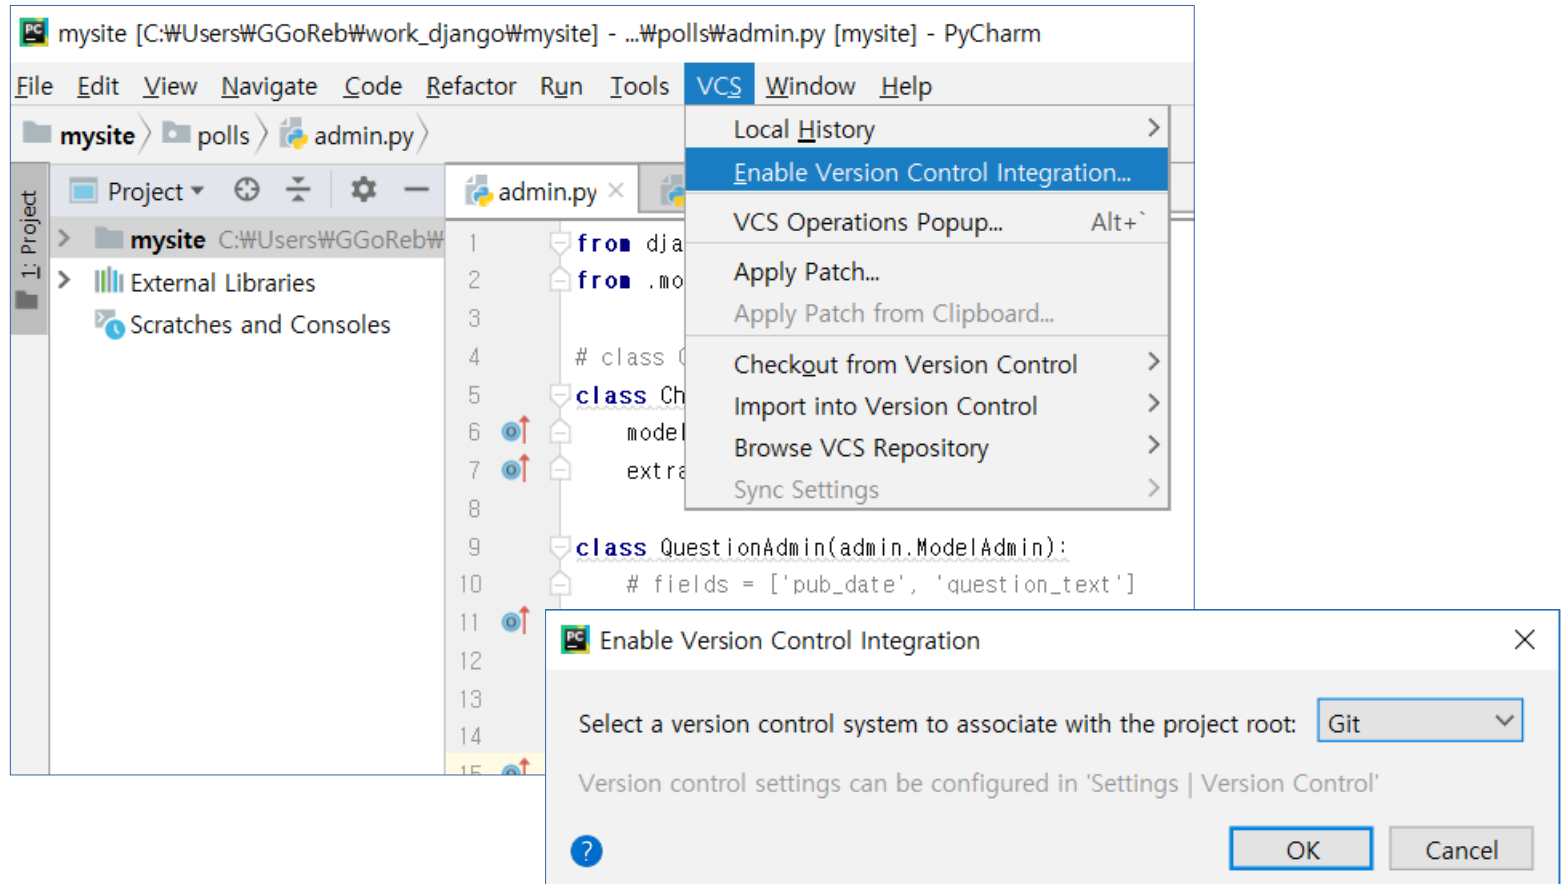 mysite [C:₩Users₩GGoReb₩work_django₩mysite] - ...₩polls₩admin.py [mysite] - PyCharm
File Edit View Navigate Code Refactor Run Tools VCS Window Help
mysite polls admin.py
Local History
Enable Version Control Integration...
VCS Operations Popup... Alt+`
Apply Patch...
Apply Patch from Clipboard...
Checkout from Version Control
Import into Version Control
Browse VCS Repository
Sync Settings
1: Project
Project
mysite C:₩Users₩GGoReb₩
External Libraries
Scratches and Consoles
admin.py
1 from dja
2 from .mo
3
4 # class
5 class Ch
6 model
7 extra
8
9 class QuestionAdmin(admin.ModelAdmin):
10 # fields = ['pub_date', 'question_text']
11
12
13
14
15
Enable Version Control Integration
Select a version control system to associate with the project root: Git
Version control settings can be configured in 'Settings | Version Control'
? OK Cancel